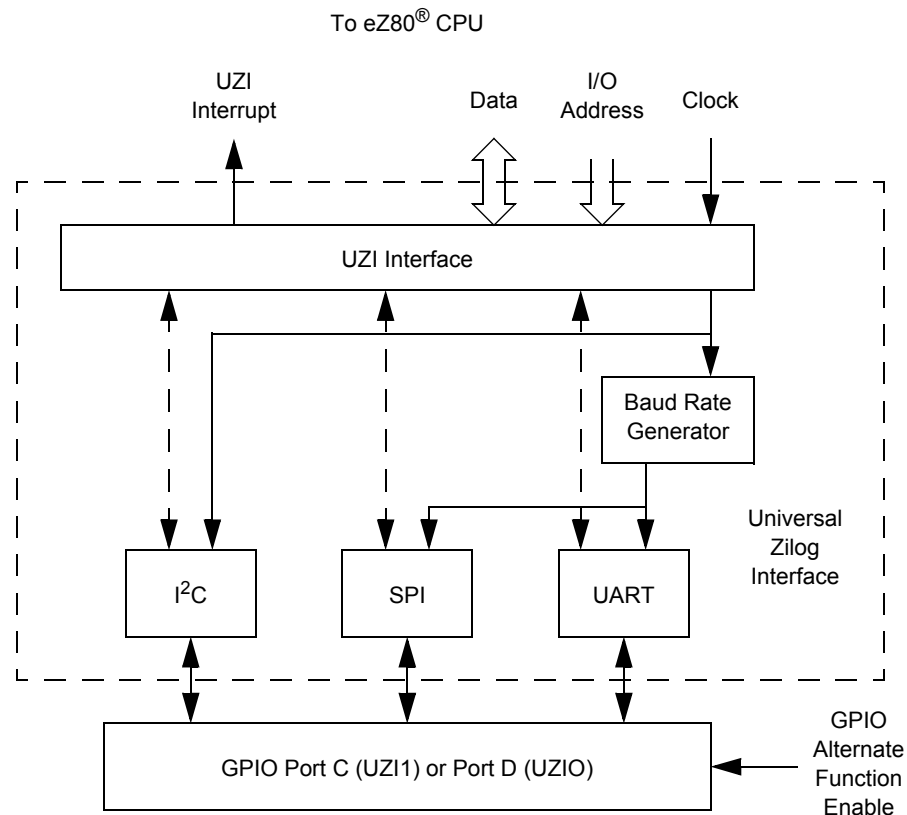 To eZ80® CPU
UZI
Interrupt
Data
I/O
Address
Clock
UZI Interface
Baud Rate
Generator
Universal
Zilog
Interface
I²C
SPI
UART
GPIO Port C (UZI1) or Port D (UZIO)
GPIO
Alternate
Function
Enable